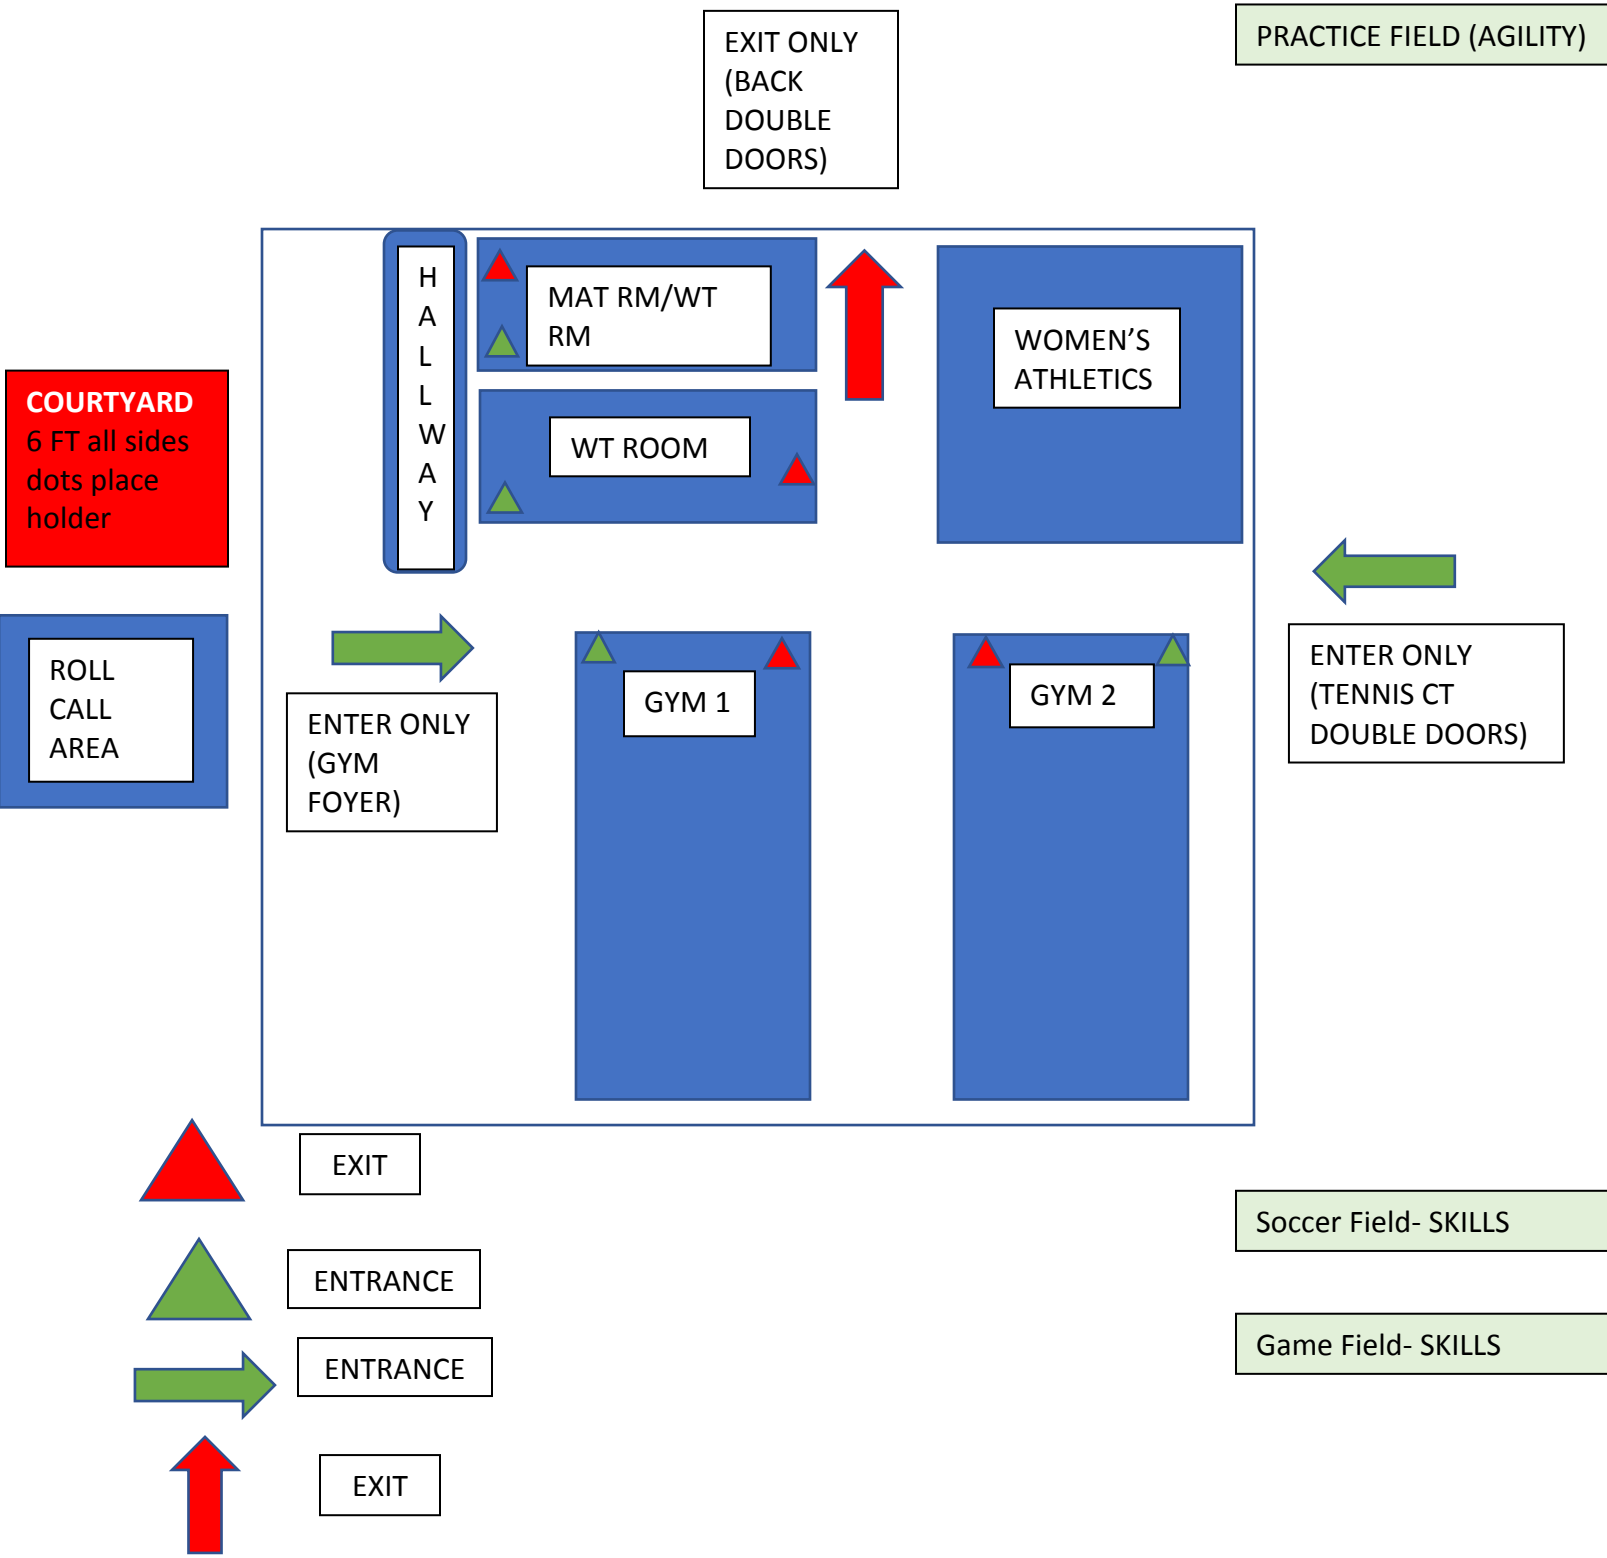 EXIT ONLY
(BACK
DOUBLE
DOORS)
PRACTICE FIELD (AGILITY)
H
A
L
L
W
A
Y
MAT RM/WT
RM
WOMEN'S
ATHLETICS
COURTYARD
6 FT all sides
dots place
holder
WT ROOM
ROLL
CALL
AREA
ENTER ONLY
(GYM
FOYER)
GYM 1
GYM 2
ENTER ONLY
(TENNIS CT
DOUBLE DOORS)
EXIT
ENTRANCE
ENTRANCE
EXIT
Soccer Field- SKILLS
Game Field- SKILLS